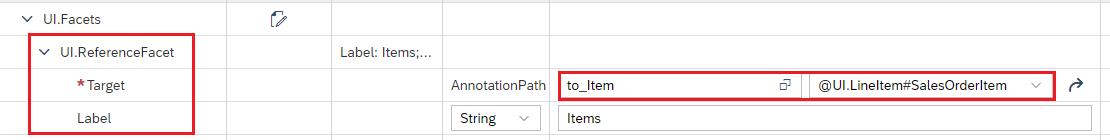 UI.Facets
UI.ReferenceFacet Label: Items;...
*Target AnnotationPath to_Item @UI.LineItem#SalesOrderItem
Label String Items